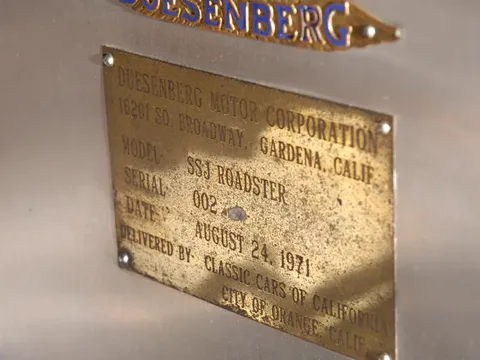 DUESENBERG
DUESENBERG MOTOR CORPORATION
16201 SO. BROADWAY, GARDENA, CALIF.
MODEL: SSJ ROADSTER
SERIAL: 002
DATE: AUGUST 24, 1971
DELIVERED BY: CLASSIC CARS OF CALIFORNIA
CITY OF ORANGE, CALIF.